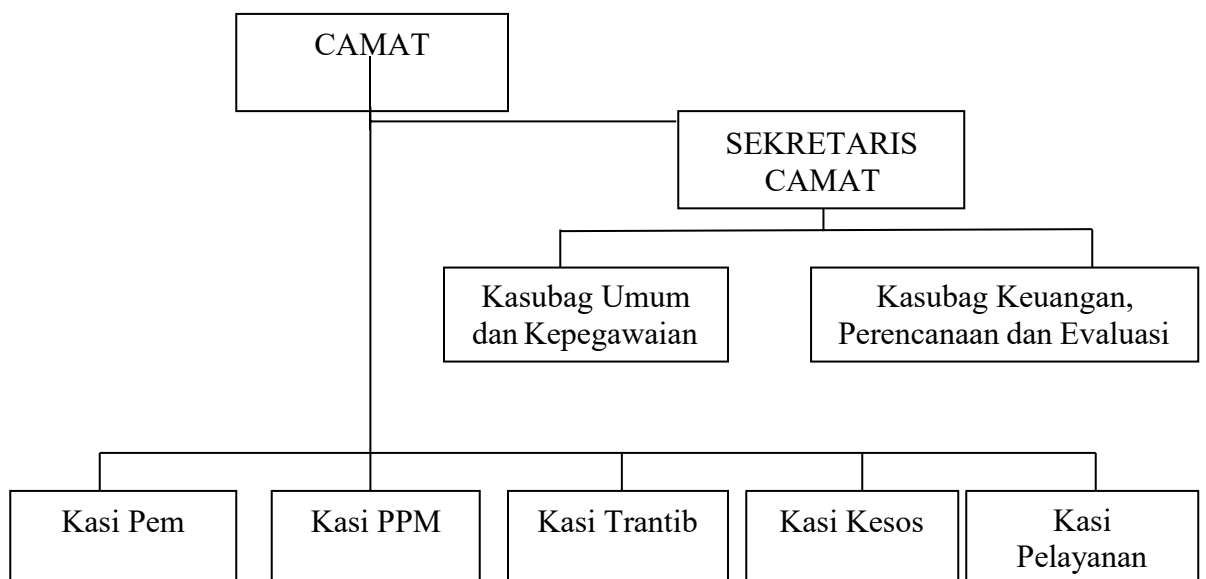 CAMAT
SEKRETARIS
CAMAT
Kasubag Umum
dan Kepegawaian
Kasubag Keuangan,
Perencanaan dan Evaluasi
Kasi Pem
Kasi PPM
Kasi Trantib
Kasi Kesos
Kasi
Pelayanan